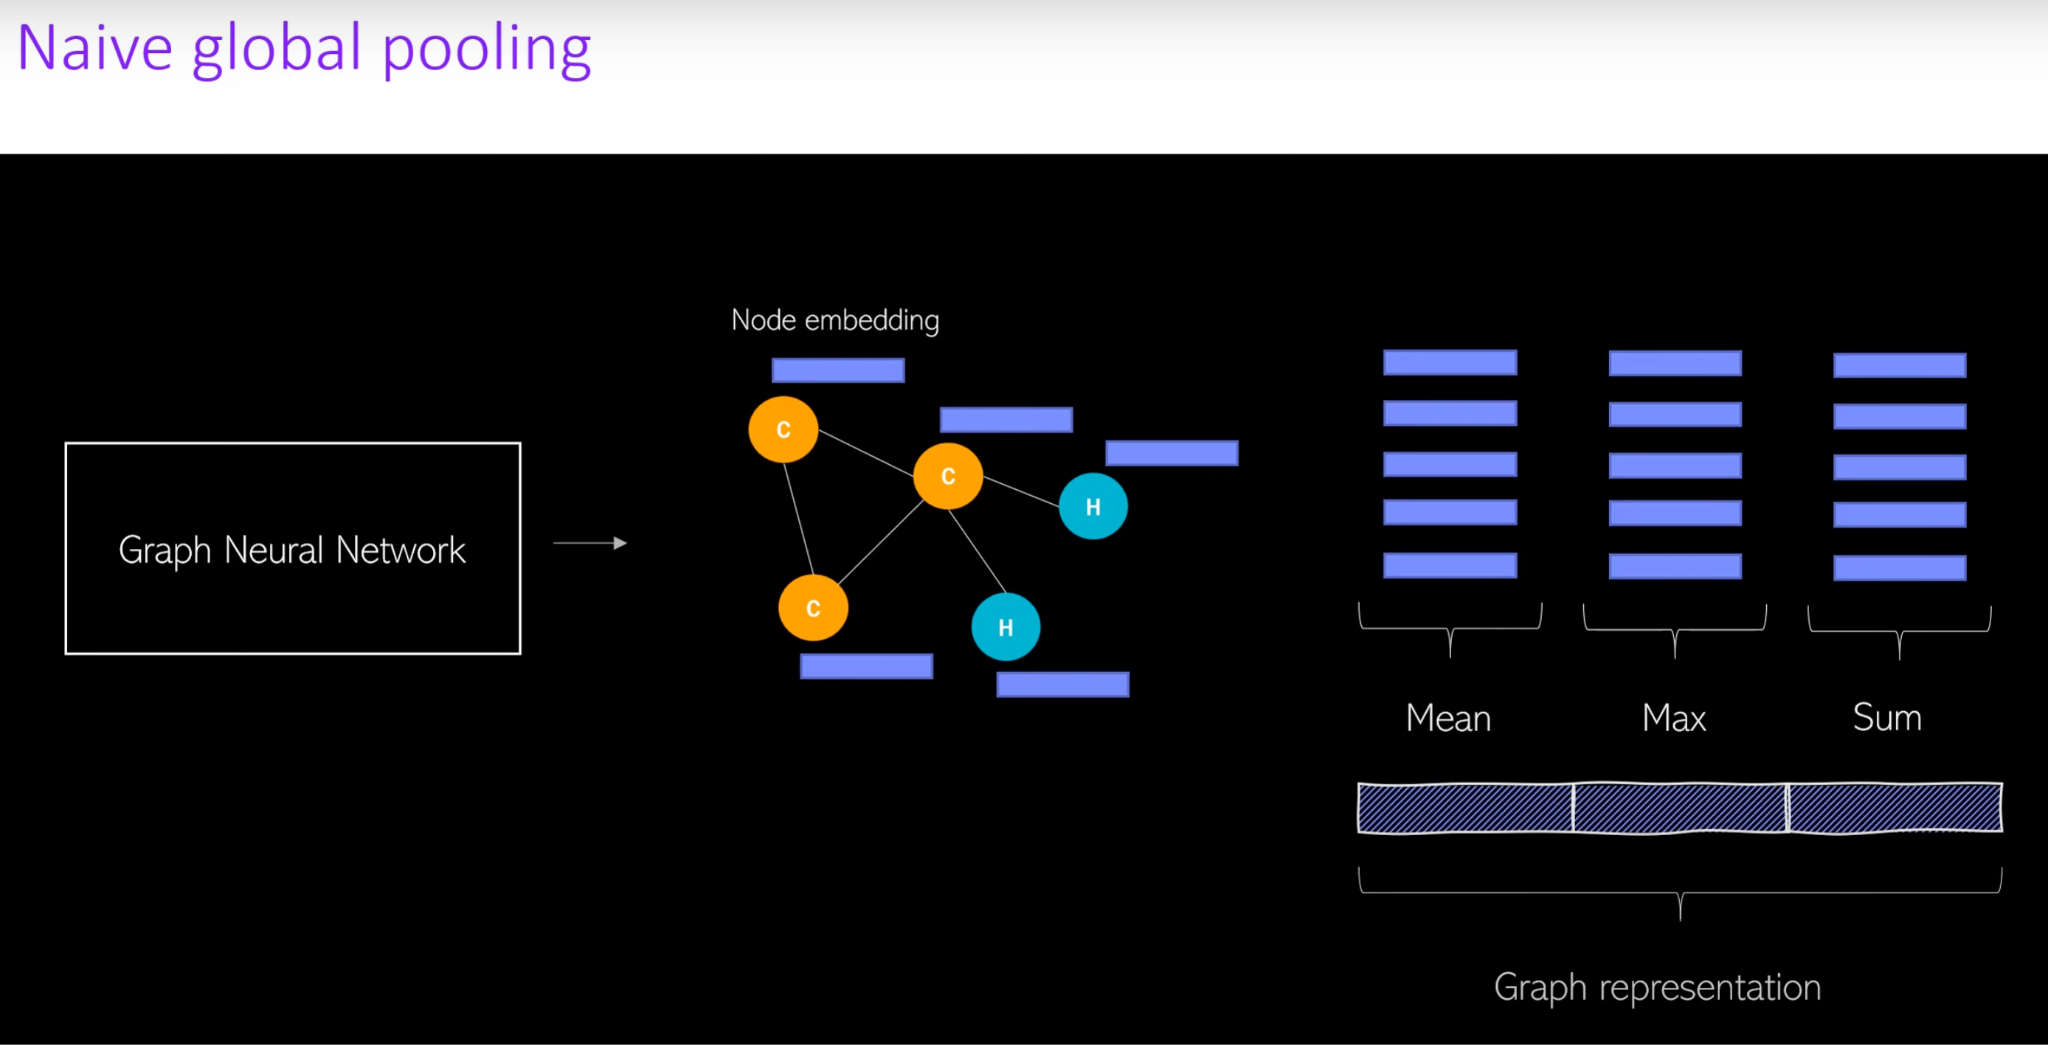 Naive global pooling
Node embedding
C
C
H
Graph Neural Network
C
H
Mean
Max
Sum
Graph representation